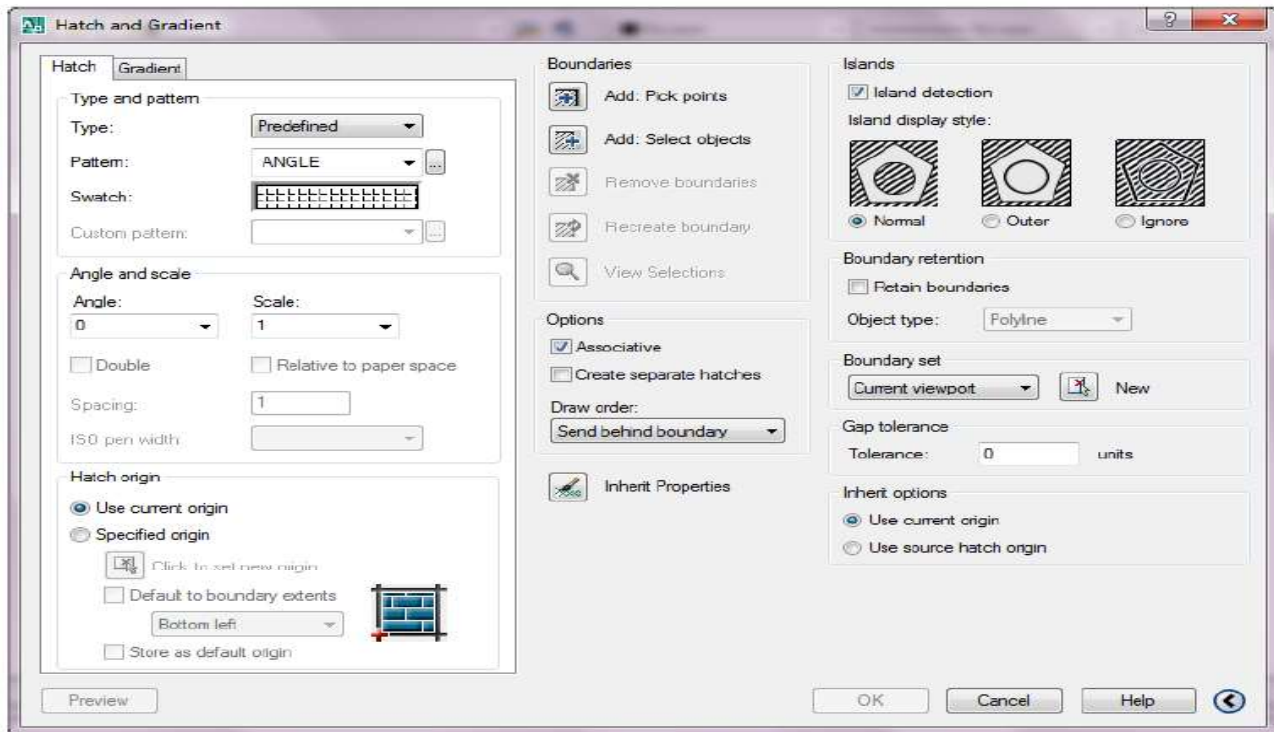 Hatch and Gradient
Hatch
Gradient
Type and pattern
Type:
Predefined
Pattern:
ANGLE
...
Swatch:
Custom pattern:
...
Angle and scale
Angle:
Scale:
0
1
Double
Relative to paper space
Spacing:
1
ISO pen width:
Hatch origin
Use current origin
Specified origin
Click to set new origin
Default to boundary extents
Bottom left
Store as default origin
Preview
Boundaries
Add: Pick points
Add: Select objects
Remove boundaries
Recreate boundary
View Selections
Options
Associative
Create separate hatches
Draw order:
Send behind boundary
Inherit Properties
Islands
Island detection
Island display style:
Normal
Outer
Ignore
Boundary retention
Retain boundaries
Object type:
Polyline
Boundary set
Current viewport
New
Gap tolerance
Tolerance:
0
units
Inherit options
Use current origin
Use source hatch origin
OK
Cancel
Help